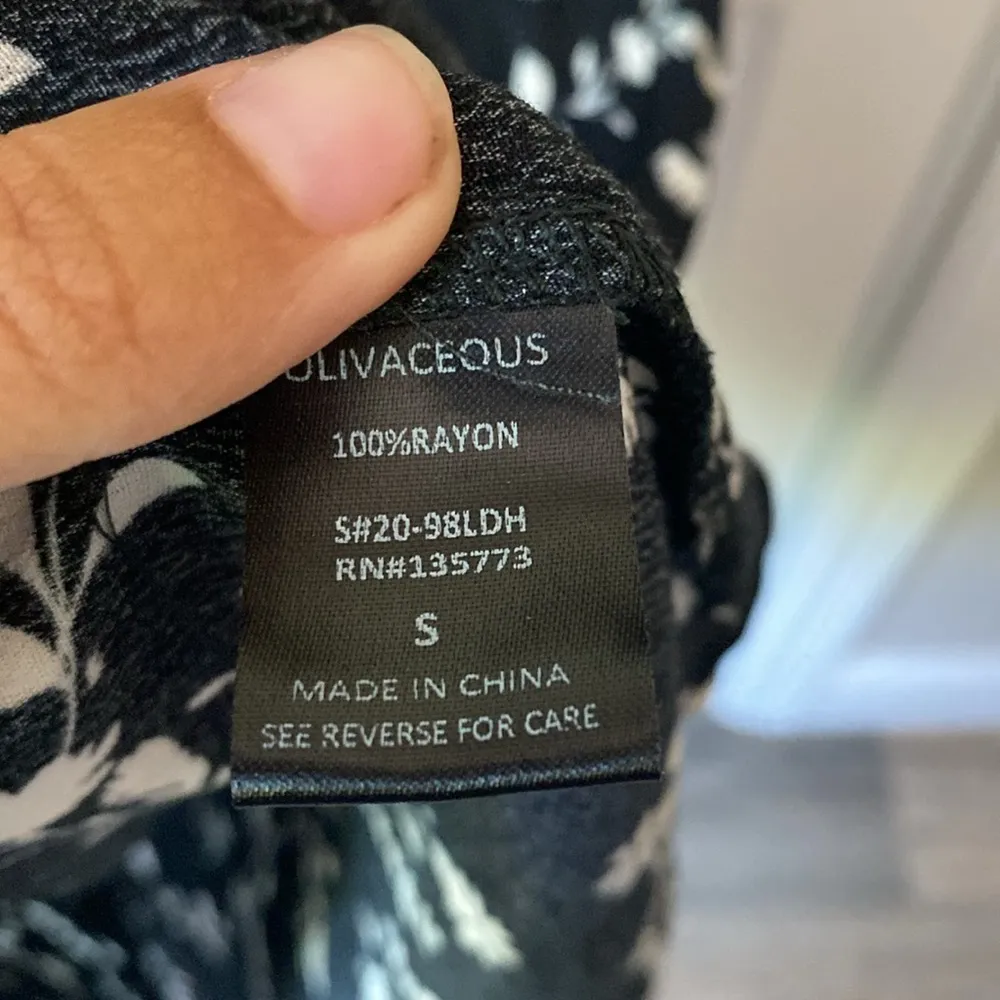 OLIVACEOUS
100%RAYON
S#20-98LDH
RN#135773
S
MADE IN CHINA
SEE REVERSE FOR CARE